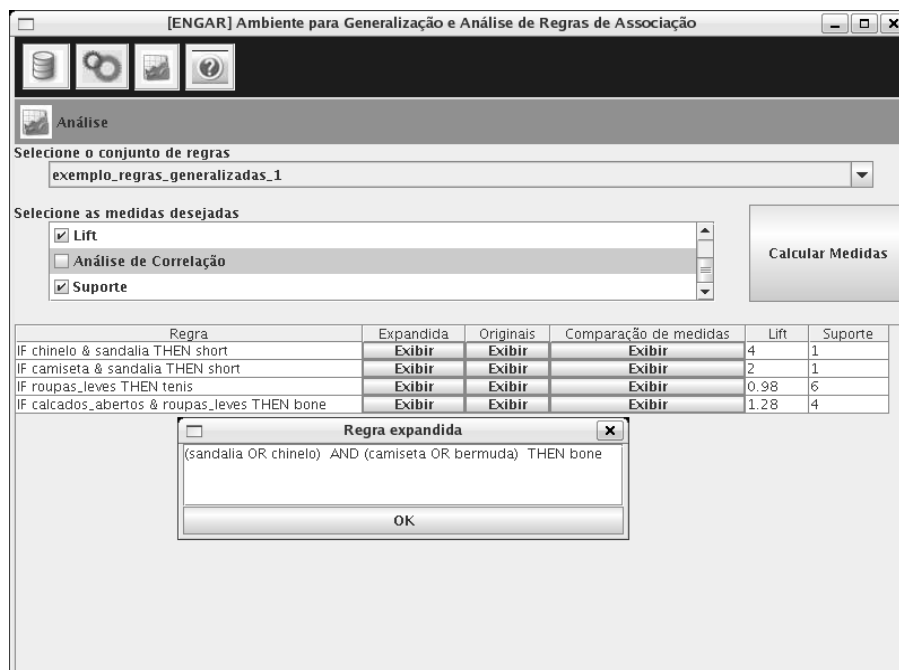 [ENGAR] Ambiente para Generalização e Análise de Regras de Associação
Análise
Selecione o conjunto de regras
exemplo_regras_generalizadas_1
Selecione as medidas desejadas
Lift
Análise de Correlação
Suporte
Calcular Medidas
Regra Expandida Originais Comparação de medidas Lift Suporte
IF chinelo & sandalia THEN short Exibir Exibir Exibir 4 1
IF camiseta & sandalia THEN short Exibir Exibir Exibir 2 1
IF roupas_leves THEN tenis Exibir Exibir Exibir 0.98 6
IF calcados_abertos & roupas_leves THEN bone Exibir Exibir Exibir 1.28 4
Regra expandida
(sandalia OR chinelo) AND (camiseta OR bermuda) THEN bone
OK